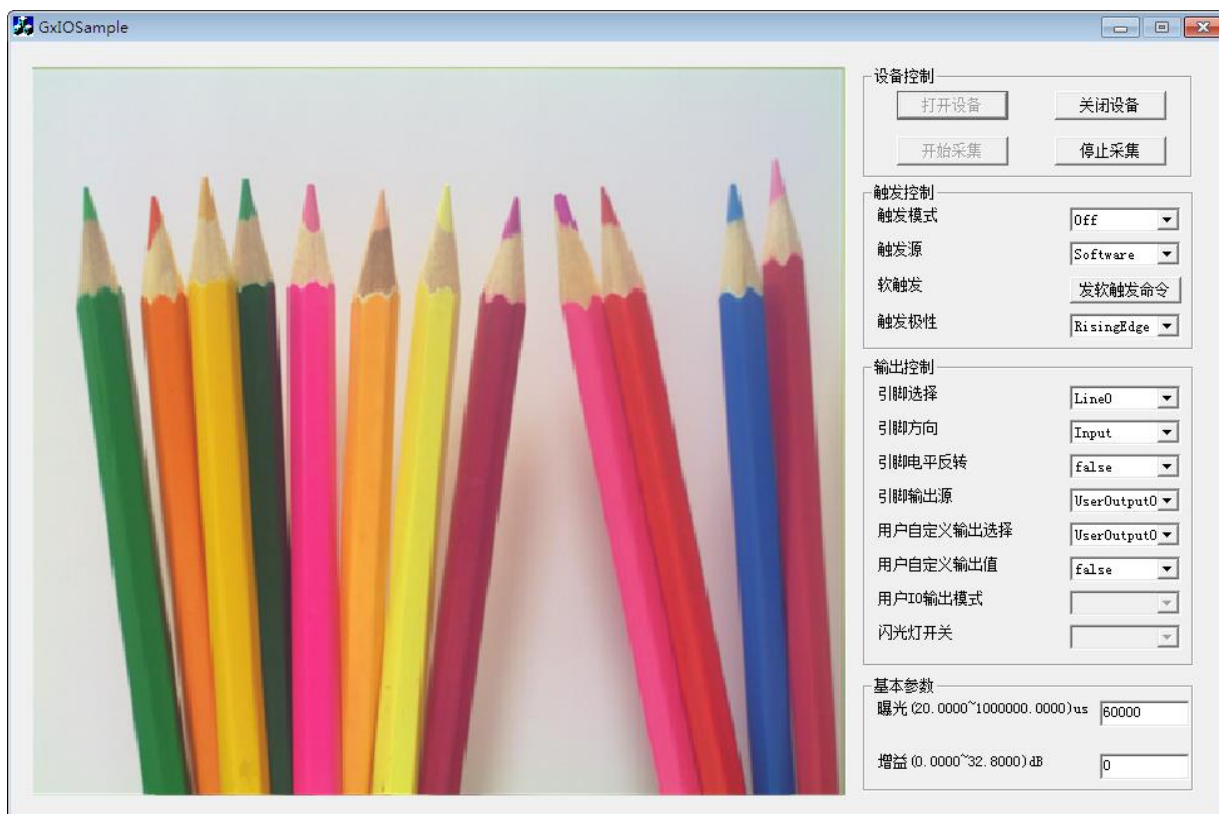 GxIOSample
设备控制
打开设备 关闭设备
开始采集 停止采集
触发控制
触发模式 Off
触发源 Software
软触发 发软触发命令
触发极性 RisingEdge
输出控制
引脚选择 Line0
引脚方向 Input
引脚电平反转 false
引脚输出源 UserOutput0
用户自定义输出选择 UserOutput0
用户自定义输出值 false
用户IO输出模式
闪光灯开关
基本参数
曝光(20.0000~1000000.0000)us 60000
增益(0.0000~32.8000)dB 0